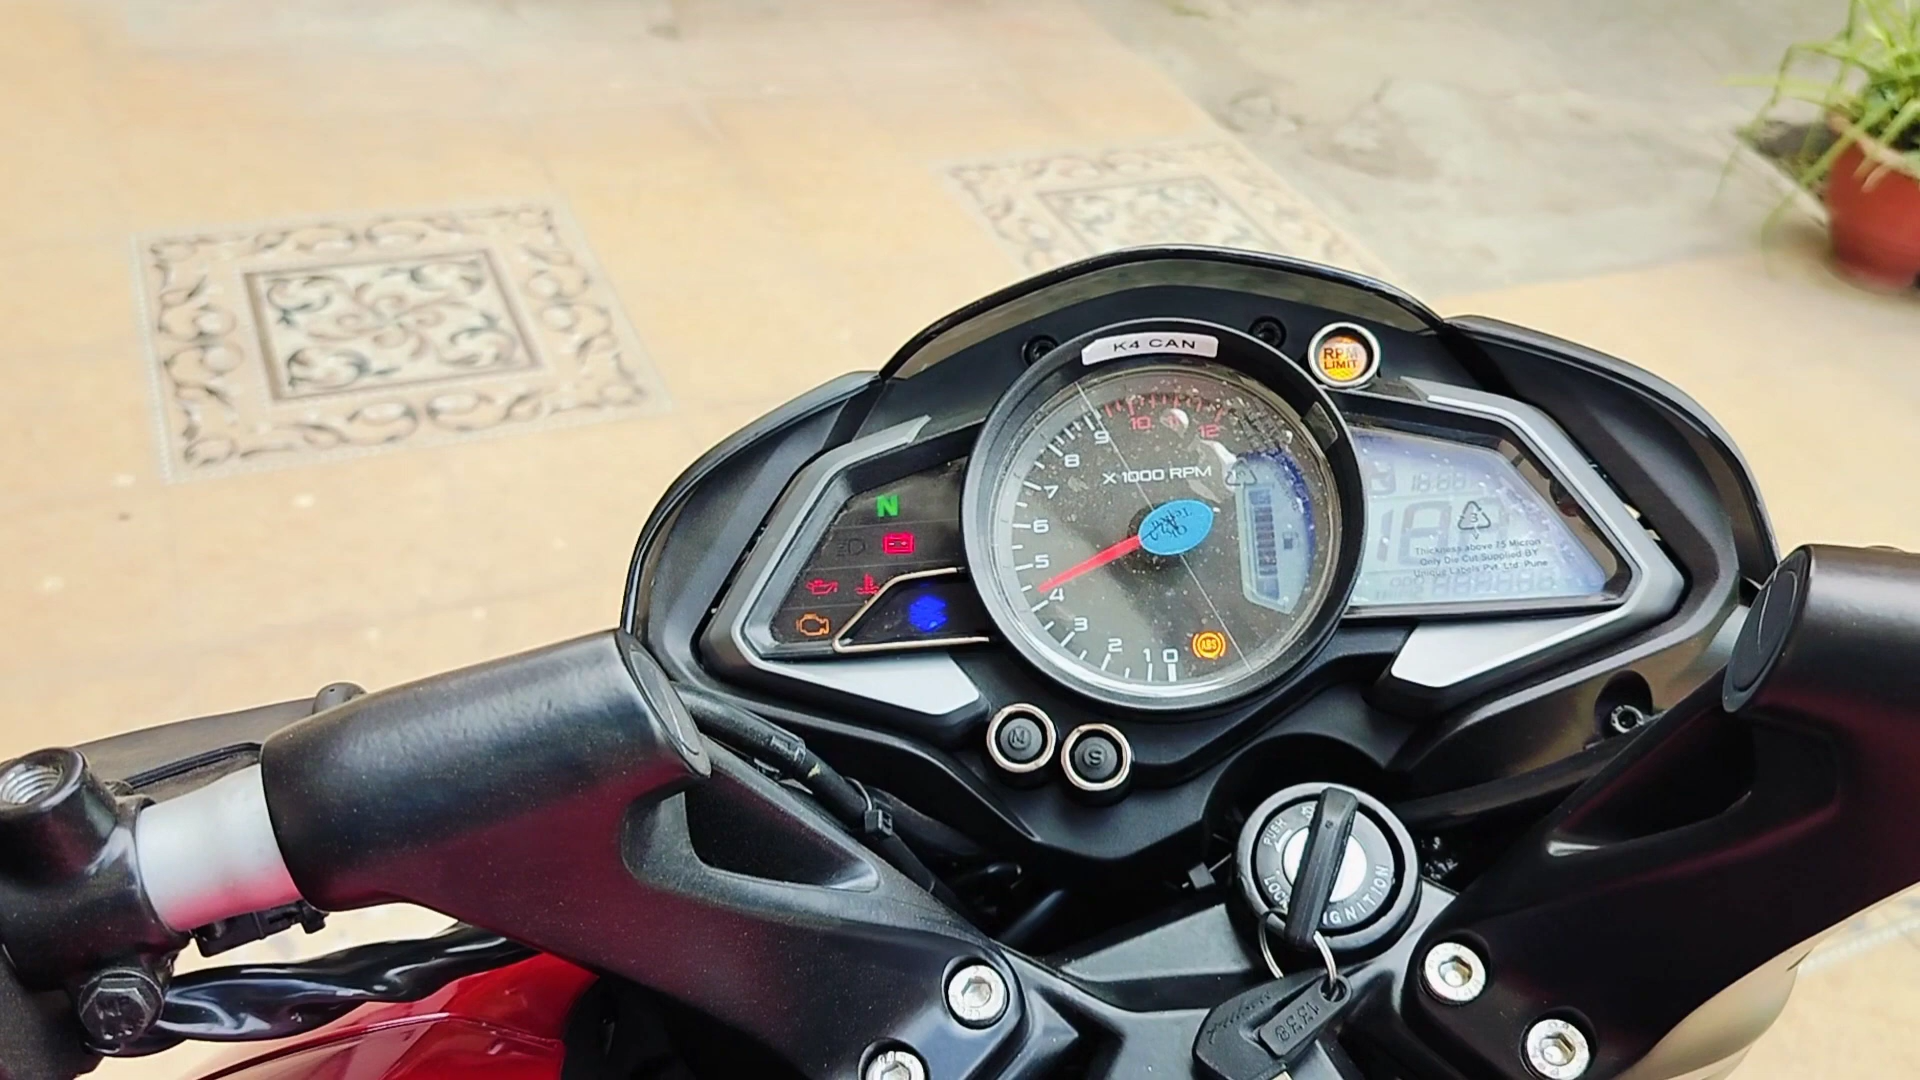 K4 CAN
RPM
LIMIT
9
10
11
12
8
7
X 1000 RPM
6
5
4
3
2
1
0
N
ABS
3
V
Thickness above 75 Micron
Only Die Cut Supplied BY
Unique Labels Pvt. Ltd. Pune
M
S
PUSH
LOCK
IGNITION